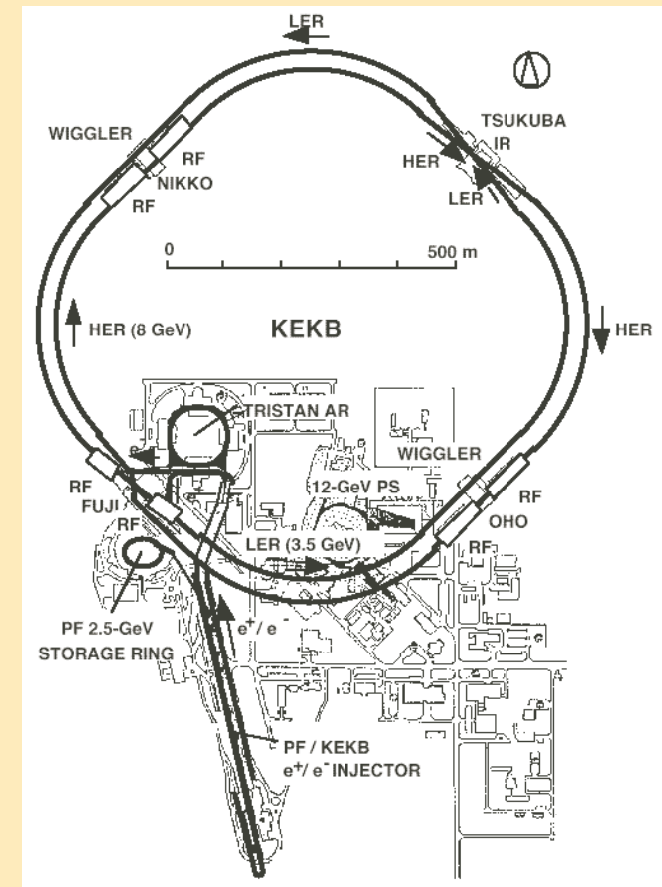 LER
TSUKUBA
IR
WIGGLER
RF
NIKKO
RF
HER
LER
0
500 m
HER (8 GeV)
KEKB
HER
TRISTAN AR
WIGGLER
12-GeV PS
RF
FUJI
RF
RF
OHO
RF
LER (3.5 GeV)
PF 2.5-GeV
STORAGE RING
e+/ e-
PF / KEKB
e+/ e- INJECTOR